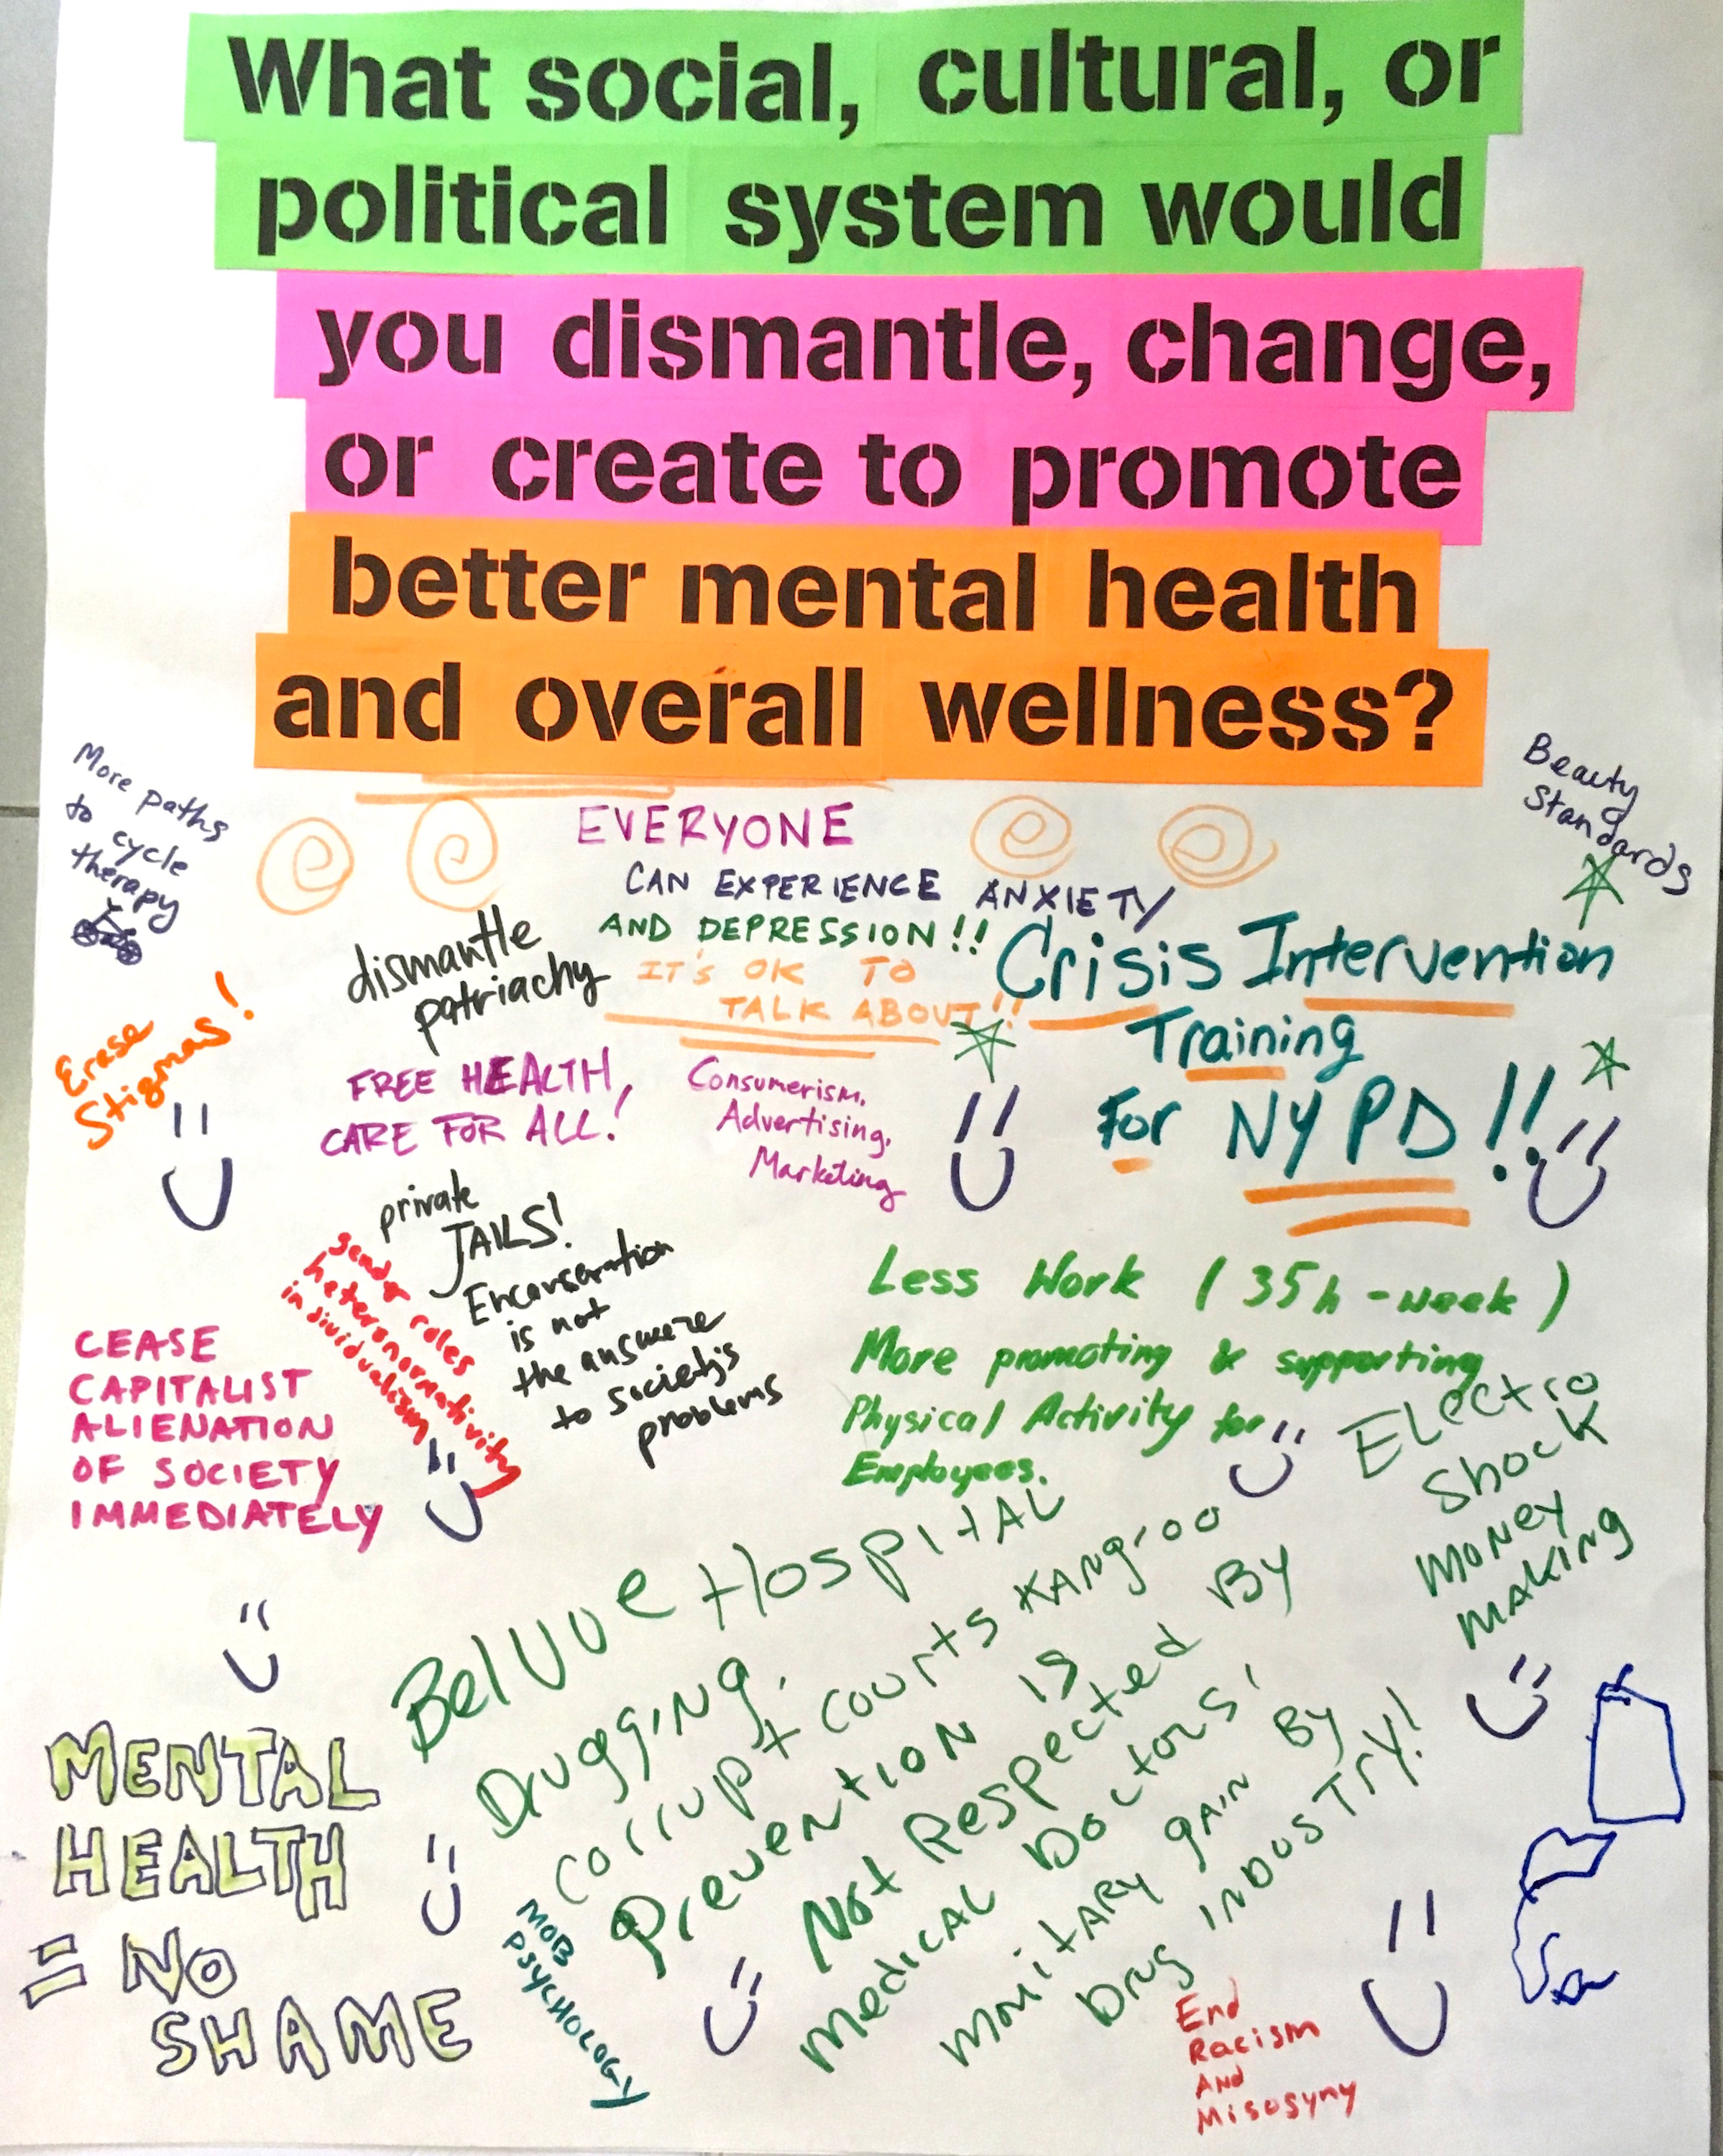 What social, cultural, or
political system would
you dismantle, change,
or create to promote
better mental health
and overall wellness?
More paths
to cycle
therapy
EVERYONE
CAN EXPERIENCE ANXIETY
AND DEPRESSION!!
IT'S OK TO
TALK ABOUT!!
Beauty
Standards
dismantle
patriachy
Crisis Intervention
Training
For NYPD!!
Erase
Stigmas!
FREE HEALTH,
CARE FOR ALL!
Consumerism,
Advertising,
Marketing
private
JAILS!
Encarseration
is not
the answere
to society's
problems
gender roles
heteronormativity
individualism
CEASE
CAPITALIST
ALIENATION
OF SOCIETY
IMMEDIATELY
Less Work (35h-week)
More promoting & supporting
Physical Activity for
Employees.
Electro
Shock
Money
Making
Belvue Hospital
Drugging.
Corrupt courts Kangroo
Prevention is
Not Respected By
Medical Doctors'
Monitary gain By
Drug industry!
MENTAL
HEALTH
= NO
SHAME
MOB
PSYCHOLOGY
End
Racism
And
Misosyny